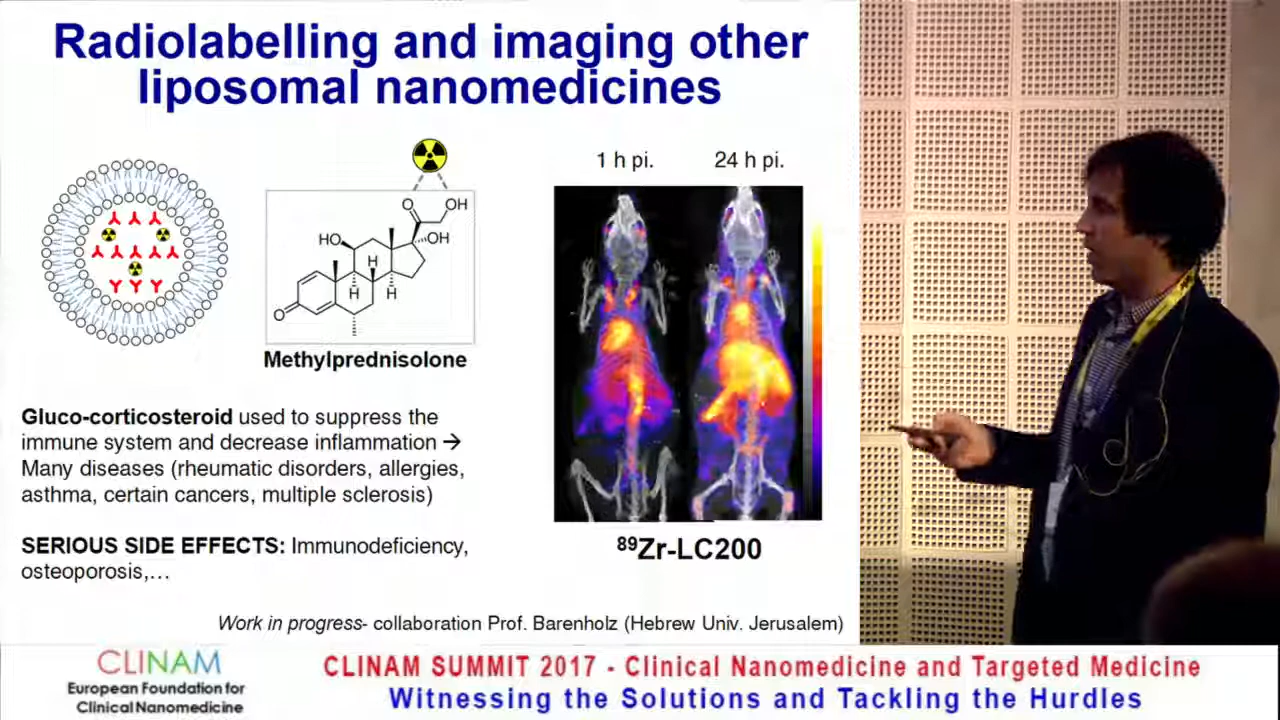 Radiolabelling and imaging other
liposomal nanomedicines
1 h pi.
24 h pi.
O
OH
HO
OH
H
H
H
O
Methylprednisolone
Gluco-corticosteroid used to suppress the
immune system and decrease inflammation →
Many diseases (rheumatic disorders, allergies,
asthma, certain cancers, multiple sclerosis)
SERIOUS SIDE EFFECTS: Immunodeficiency,
osteoporosis,…
⁸⁹Zr-LC200
Work in progress- collaboration Prof. Barenholz (Hebrew Univ. Jerusalem)
CLINAM
European Foundation for
Clinical Nanomedicine
CLINAM SUMMIT 2017 - Clinical Nanomedicine and Targeted Medicine
Witnessing the Solutions and Tackling the Hurdles